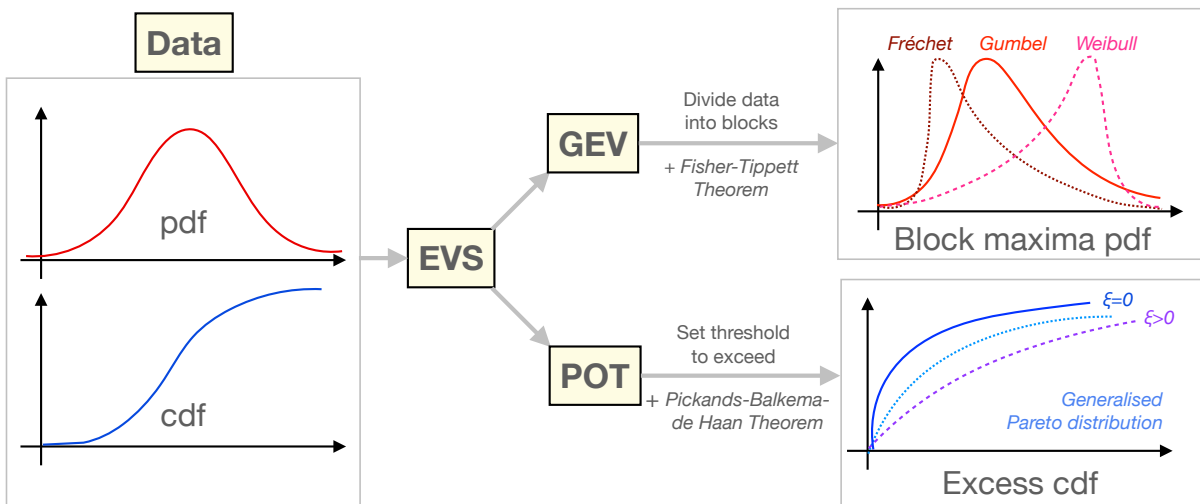 Data
pdf
cdf
EVS
GEV
Divide data
into blocks
+ Fisher-Tippett
Theorem
Fréchet Gumbel Weibull
Block maxima pdf
POT
Set threshold
to exceed
+ Pickands-Balkema-
de Haan Theorem
ξ=0
ξ>0
Generalised
Pareto distribution
Excess cdf